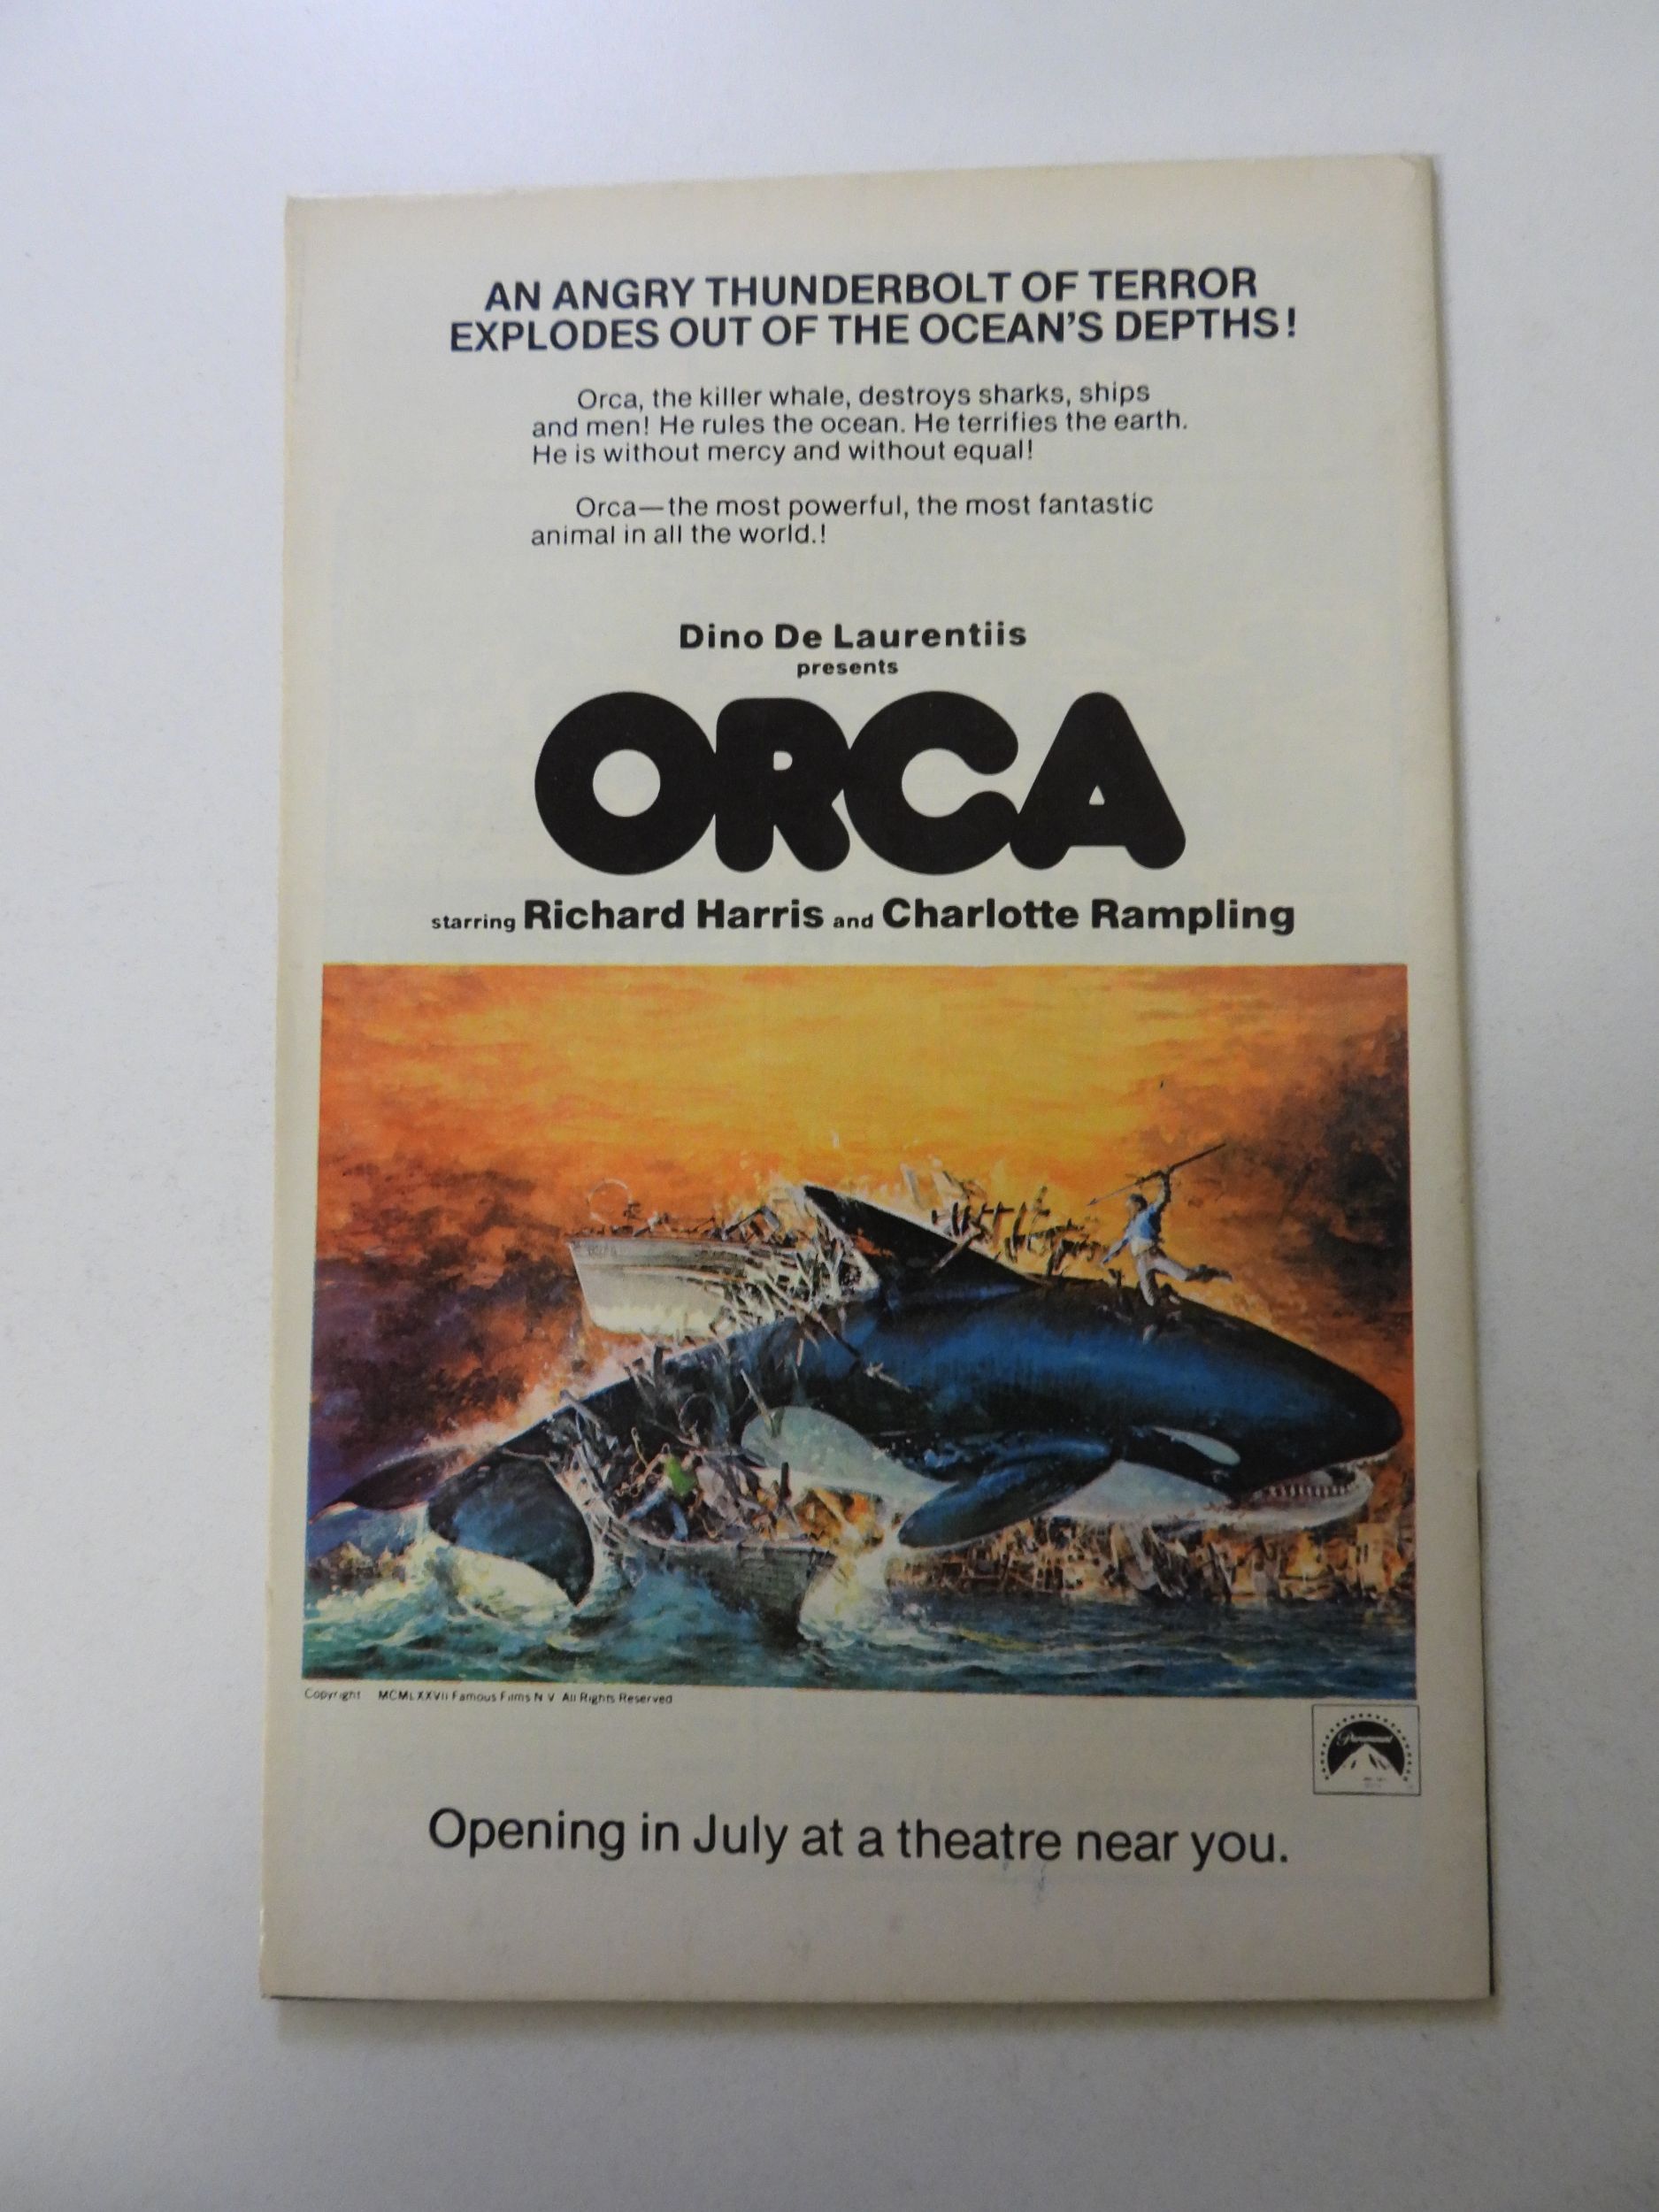 AN ANGRY THUNDERBOLT OF TERROR
EXPLODES OUT OF THE OCEAN'S DEPTHS!
Orca, the killer whale, destroys sharks, ships
and men! He rules the ocean. He terrifies the earth.
He is without mercy and without equal!
Orca—the most powerful, the most fantastic
animal in all the world.!
Dino De Laurentiis
presents
ORCA
starring Richard Harris and Charlotte Rampling
Copyright MCMLXXVII Famous Films N V All Rights Reserved
Paramount
Opening in July at a theatre near you.